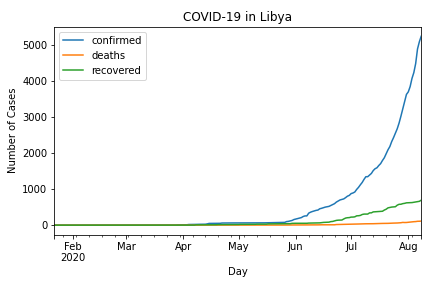 COVID-19 in Libya
confirmed
deaths
recovered
Number of Cases
5000
4000
3000
2000
1000
0
Feb Mar Apr May Jun Jul Aug
2020
Day